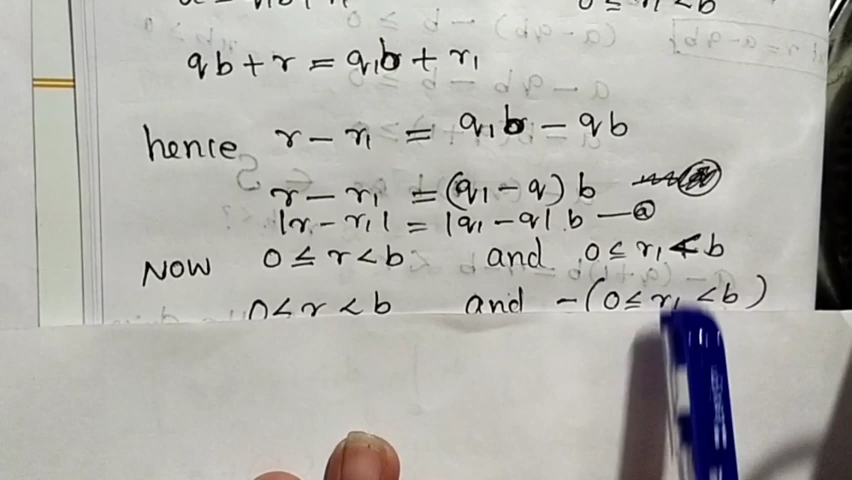 qb + r = q₁b + r₁
hence r - r₁ = q₁b - qb
r - r₁ = (q₁ - q) b
|r - r₁| = |q₁ - q| . b — ⓐ
NOW 0 ≤ r < b and 0 ≤ r₁ < b
0 ≤ r < b and -(0 ≤ r₁ < b)